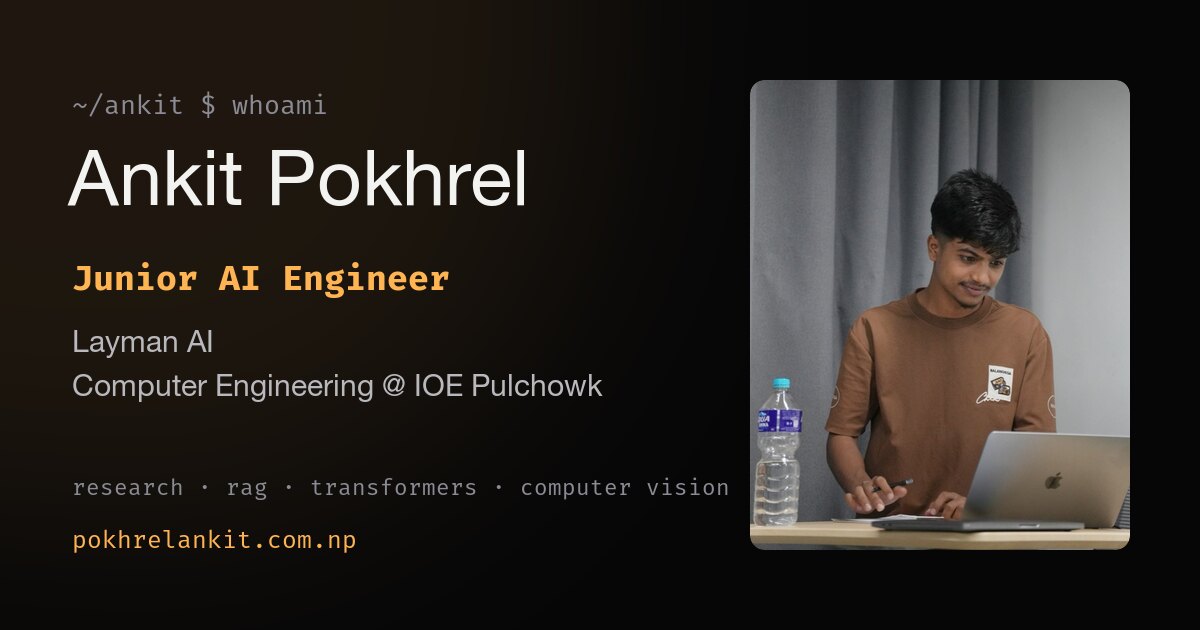 ~/ankit $ whoami
Ankit Pokhrel
Junior AI Engineer
Layman AI
Computer Engineering @ IOE Pulchowk
research · rag · transformers · computer vision
pokhrelankit.com.np